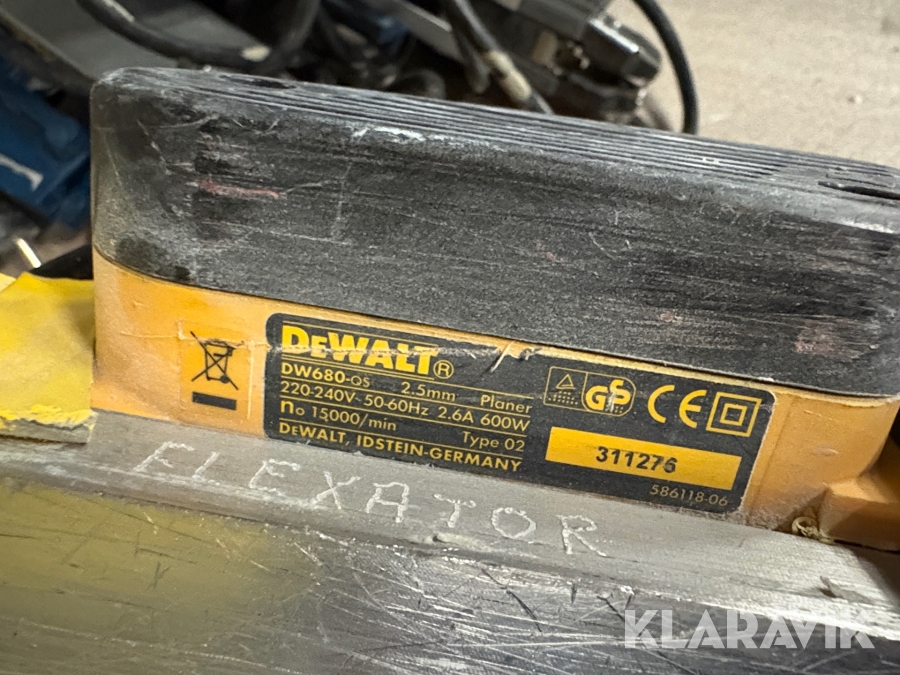 DEWALT®
DW680-QS 2.5mm Planer
220-240V 50-60Hz 2.6A 600W
no 15000/min Type 02
DEWALT, IDSTEIN-GERMANY
GS
CE
311276
586118-06
FLEXATOR
KLARAVIK